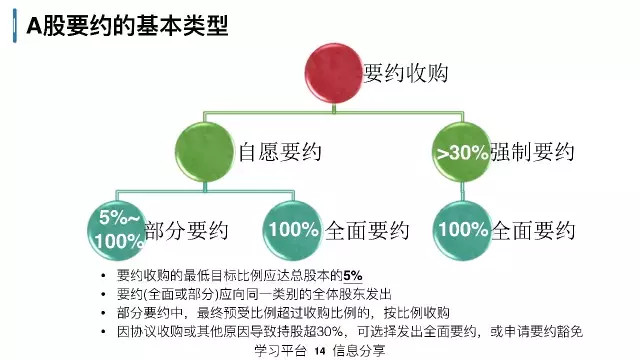 A股要约的基本类型
要约收购
自愿要约
>30%强制要约
5%~
100%
部分要约
100%全面要约
100%全面要约
• 要约收购的最低目标比例应达总股本的5%
• 要约(全面或部分)应向同一类别的全体股东发出
• 部分要约中，最终预受比例超过收购比例的，按比例收购
• 因协议收购或其他原因导致持股超30%，可选择发出全面要约，或申请要约豁免
学习平台 14 信息分享